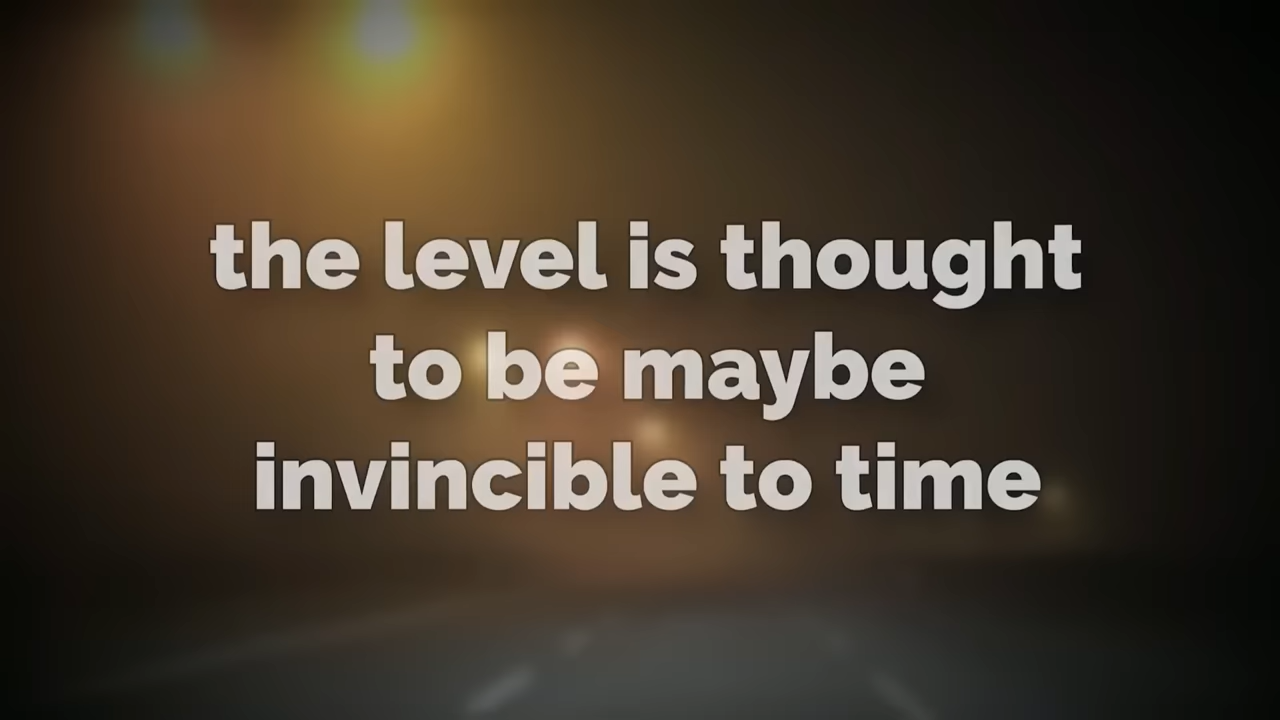 the level is thought
to be maybe
invincible to time